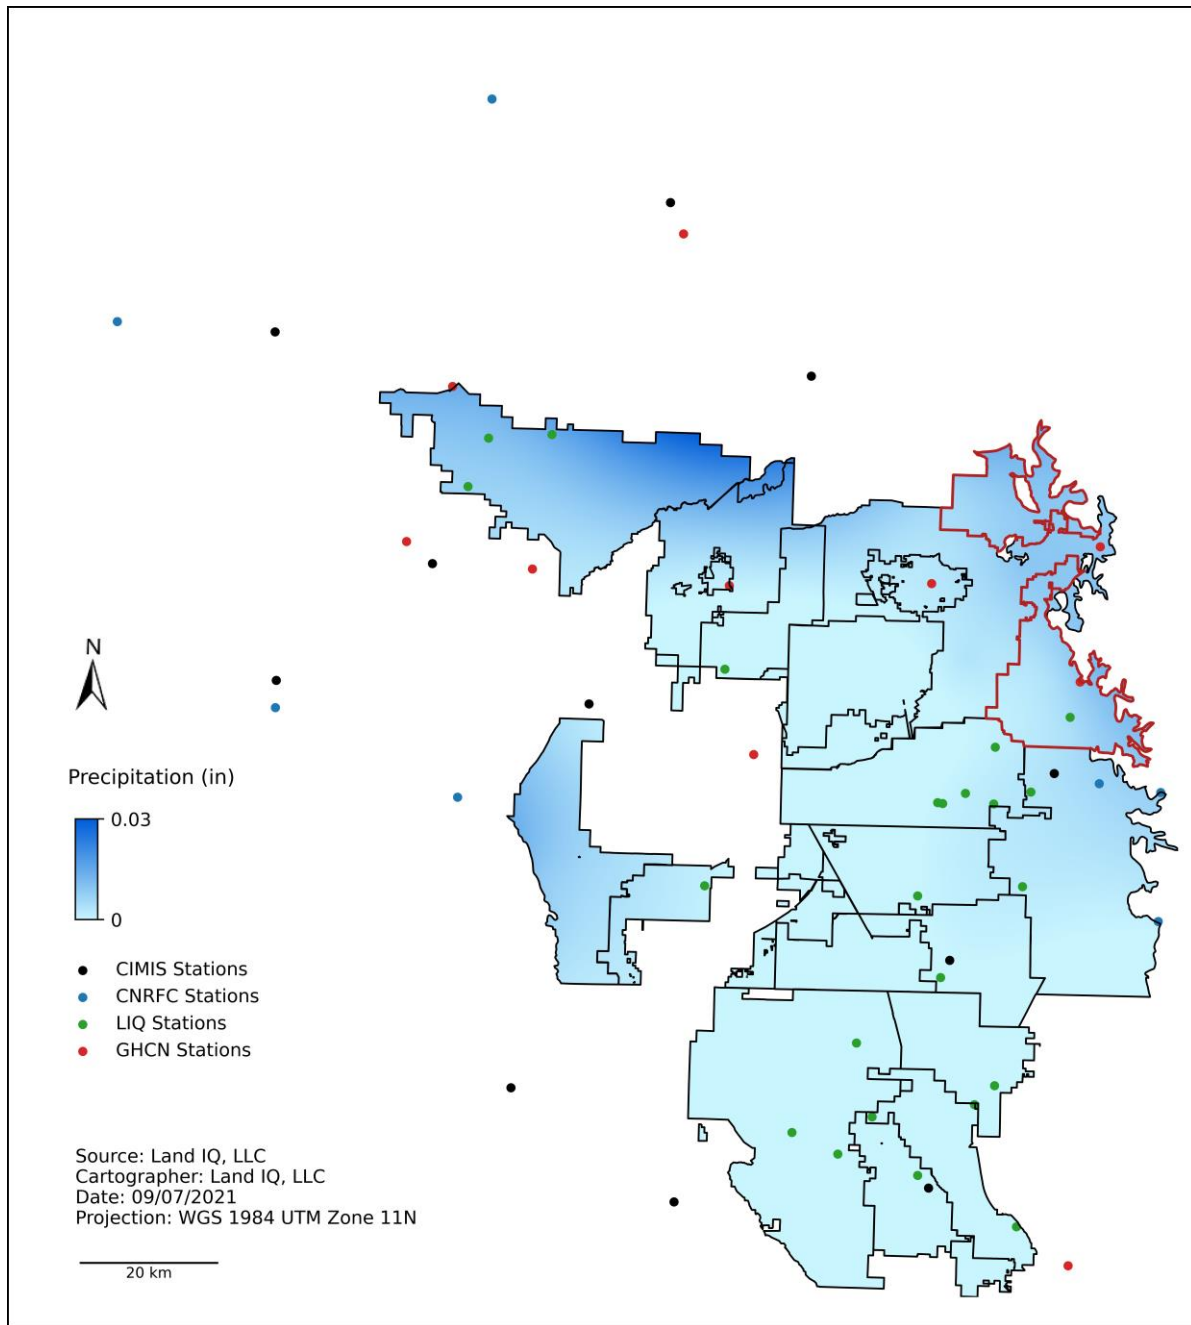 N
Precipitation (in)
0.03
0
CIMIS Stations
CNRFC Stations
LIQ Stations
GHCN Stations
Source: Land IQ, LLC
Cartographer: Land IQ, LLC
Date: 09/07/2021
Projection: WGS 1984 UTM Zone 11N
20 km